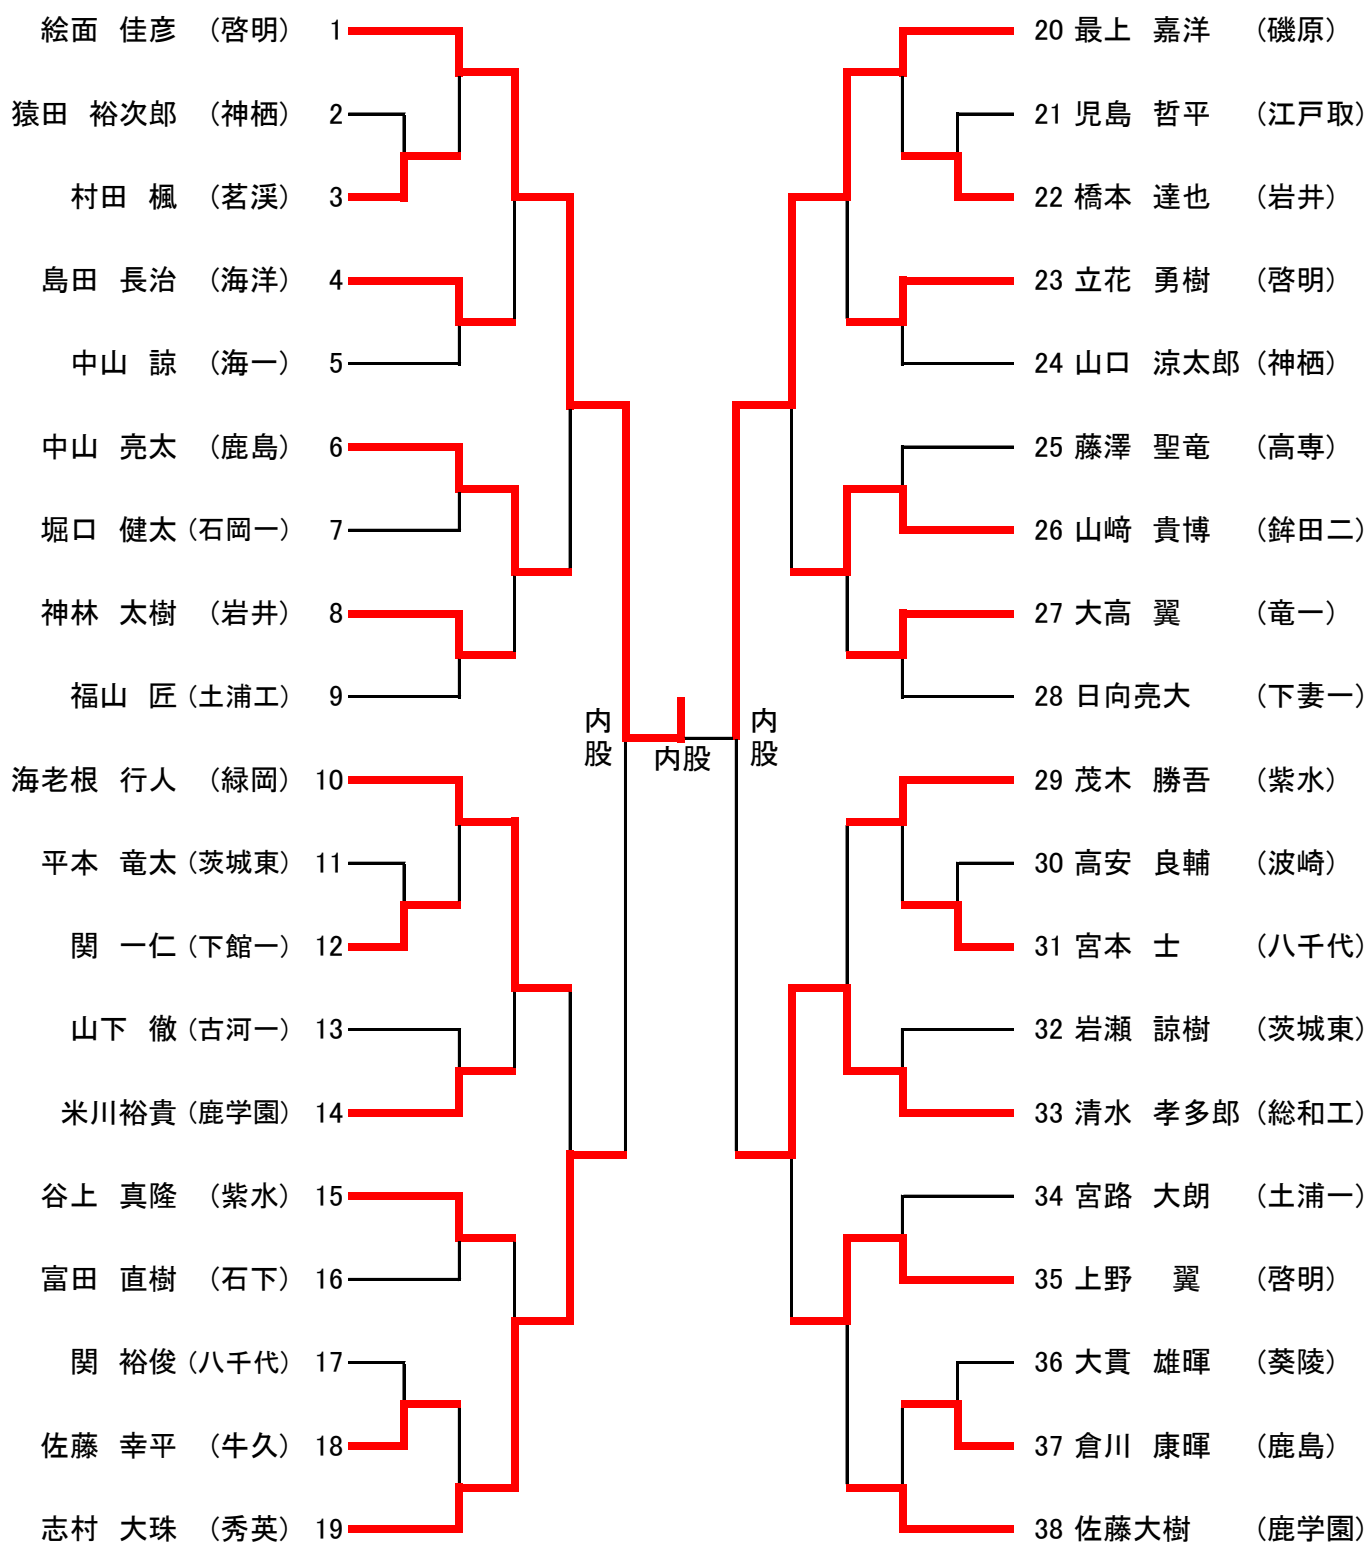 絵面 佳彦 (啓明) 1
猿田 裕次郎 (神栖) 2
村田 楓 (茗渓) 3
島田 長治 (海洋) 4
中山 諒 (海一) 5
中山 亮太 (鹿島) 6
堀口 健太 (石岡一) 7
神林 太樹 (岩井) 8
福山 匠 (土浦工) 9
海老根 行人 (緑岡) 10
平本 竜太 (茨城東) 11
関 一仁 (下館一) 12
山下 徹 (古河一) 13
米川裕貴 (鹿学園) 14
谷上 真隆 (紫水) 15
富田 直樹 (石下) 16
関 裕俊 (八千代) 17
佐藤 幸平 (牛久) 18
志村 大珠 (秀英) 19
内股
内股
内股
20 最上 嘉洋 (磯原)
21 児島 哲平 (江戸取)
22 橋本 達也 (岩井)
23 立花 勇樹 (啓明)
24 山口 涼太郎 (神栖)
25 藤澤 聖竜 (高専)
26 山﨑 貴博 (鉾田二)
27 大高 翼 (竜一)
28 日向亮大 (下妻一)
29 茂木 勝吾 (紫水)
30 高安 良輔 (波崎)
31 宮本 士 (八千代)
32 岩瀬 諒樹 (茨城東)
33 清水 孝多郎 (総和工)
34 宮路 大朗 (土浦一)
35 上野 翼 (啓明)
36 大貫 雄暉 (葵陵)
37 倉川 康暉 (鹿島)
38 佐藤大樹 (鹿学園)